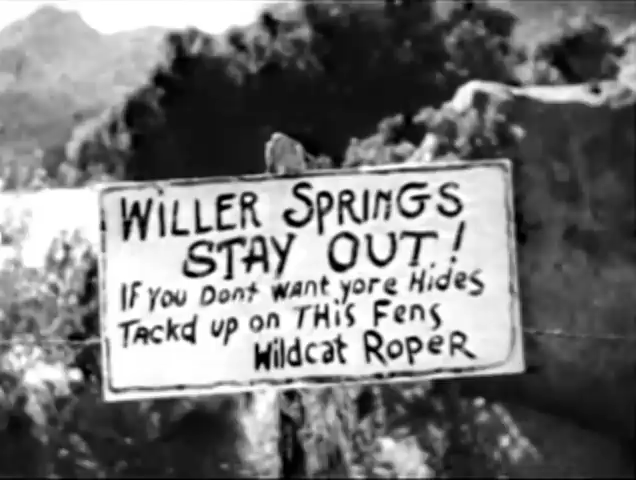 WILLER SPRINGS
STAY OUT!
IF YOU DONT WANT yore Hides
TACKd up on THis Fens
Wildcat ROPER